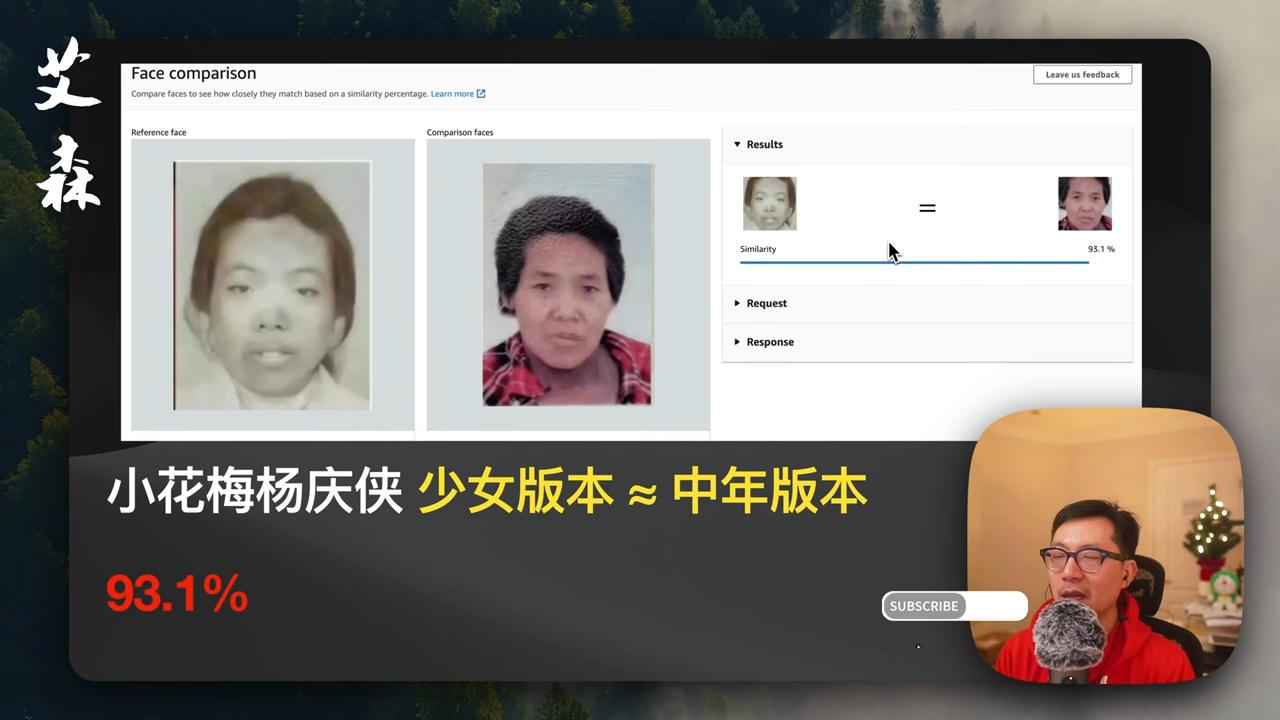 艾
森
Face comparison
Leave us feedback
Compare faces to see how closely they match based on a similarity percentage. Learn more
Reference face
Comparison faces
Results
=
Similarity
93.1 %
Request
Response
小花梅杨庆侠 少女版本 ≈ 中年版本
93.1%
SUBSCRIBE